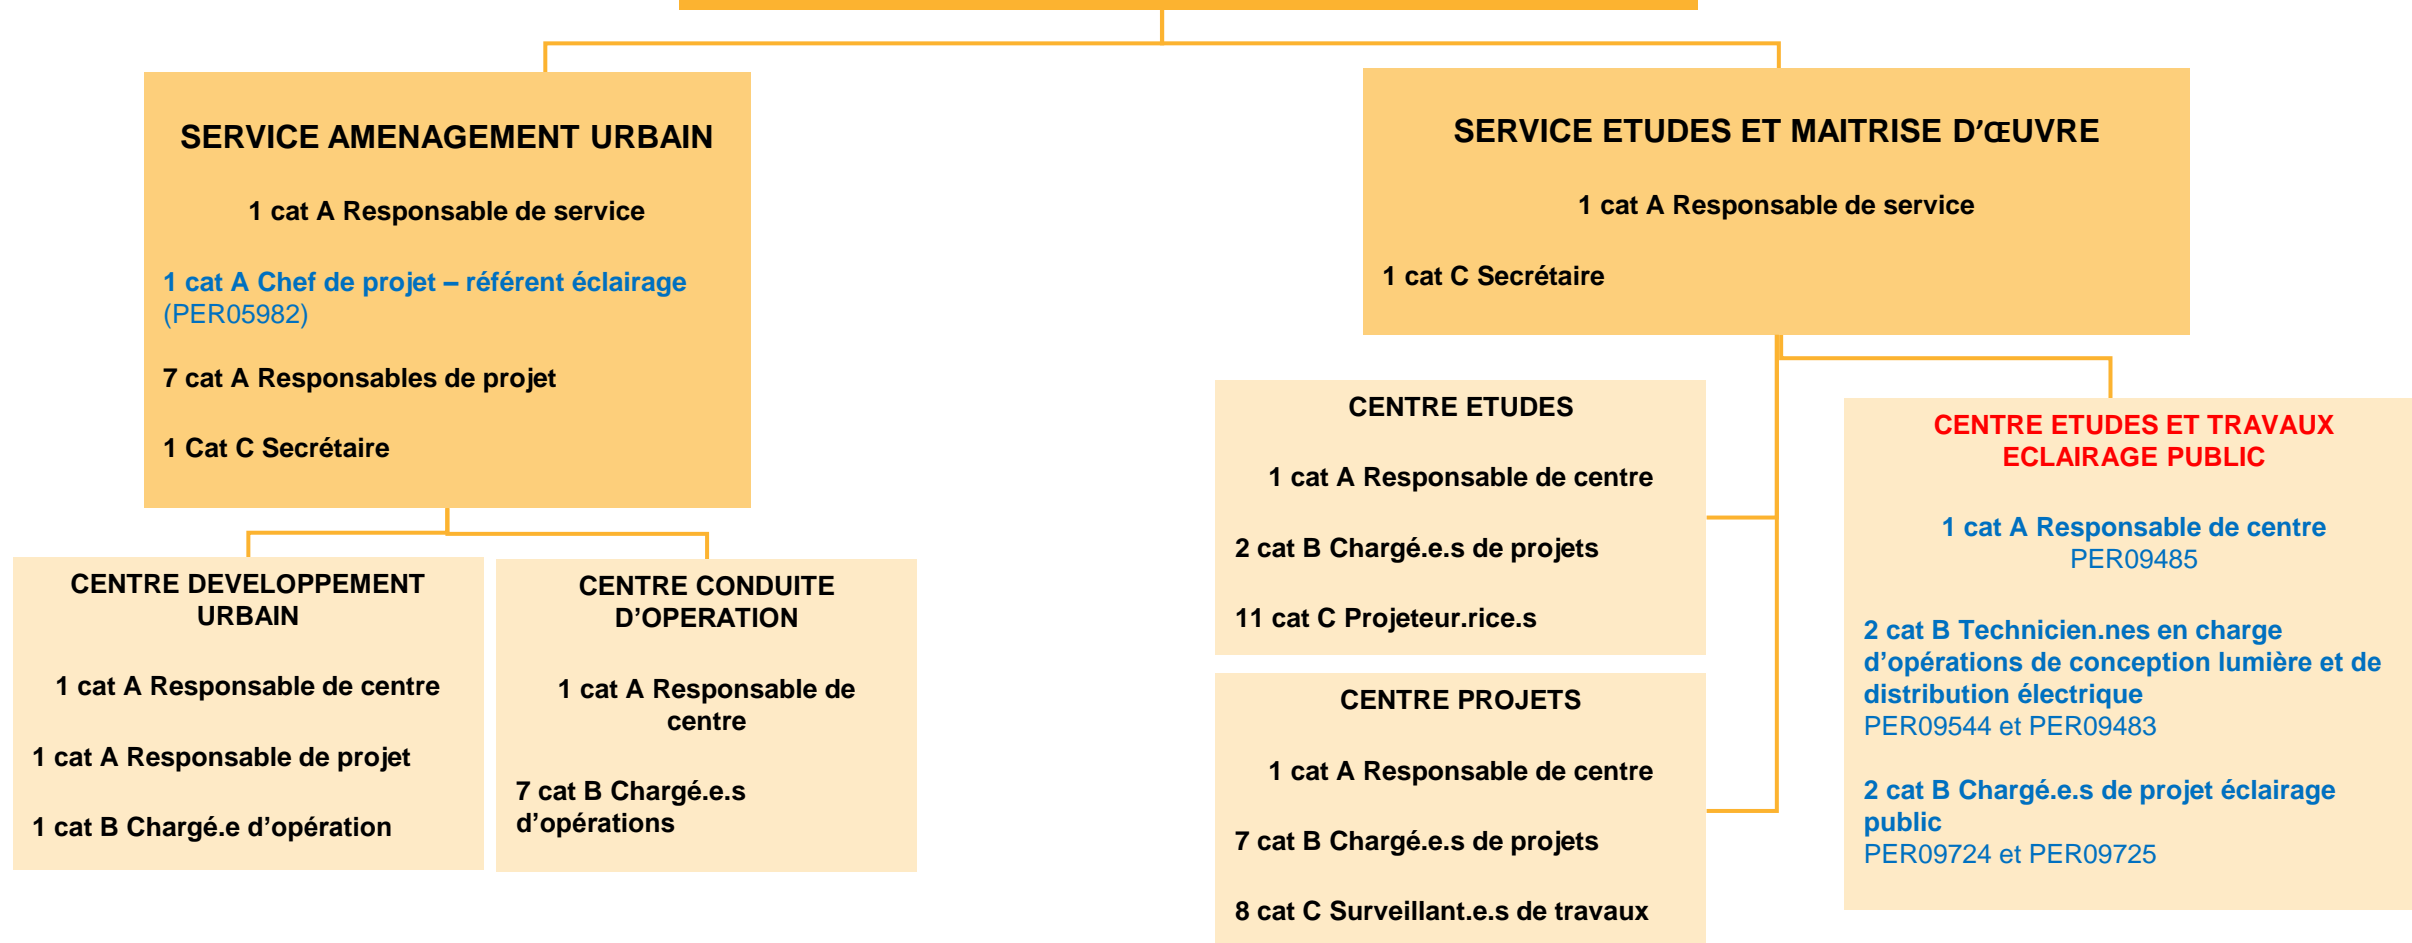 SERVICE AMENAGEMENT URBAIN
1 cat A Responsable de service
1 cat A Chef de projet – référent éclairage
(PER05982)
7 cat A Responsables de projet
1 Cat C Secrétaire
CENTRE DEVELOPPEMENT
URBAIN
1 cat A Responsable de centre
1 cat A Responsable de projet
1 cat B Chargé.e d’opération
CENTRE CONDUITE
D’OPERATION
1 cat A Responsable de
centre
7 cat B Chargé.e.s
d’opérations
SERVICE ETUDES ET MAITRISE D’ŒUVRE
1 cat A Responsable de service
1 cat C Secrétaire
CENTRE ETUDES
1 cat A Responsable de centre
2 cat B Chargé.e.s de projets
11 cat C Projeteur.rice.s
CENTRE PROJETS
1 cat A Responsable de centre
7 cat B Chargé.e.s de projets
8 cat C Surveillant.e.s de travaux
CENTRE ETUDES ET TRAVAUX
ECLAIRAGE PUBLIC
1 cat A Responsable de centre
PER09485
2 cat B Technicien.nes en charge
d’opérations de conception lumière et de
distribution électrique
PER09544 et PER09483
2 cat B Chargé.e.s de projet éclairage
public
PER09724 et PER09725